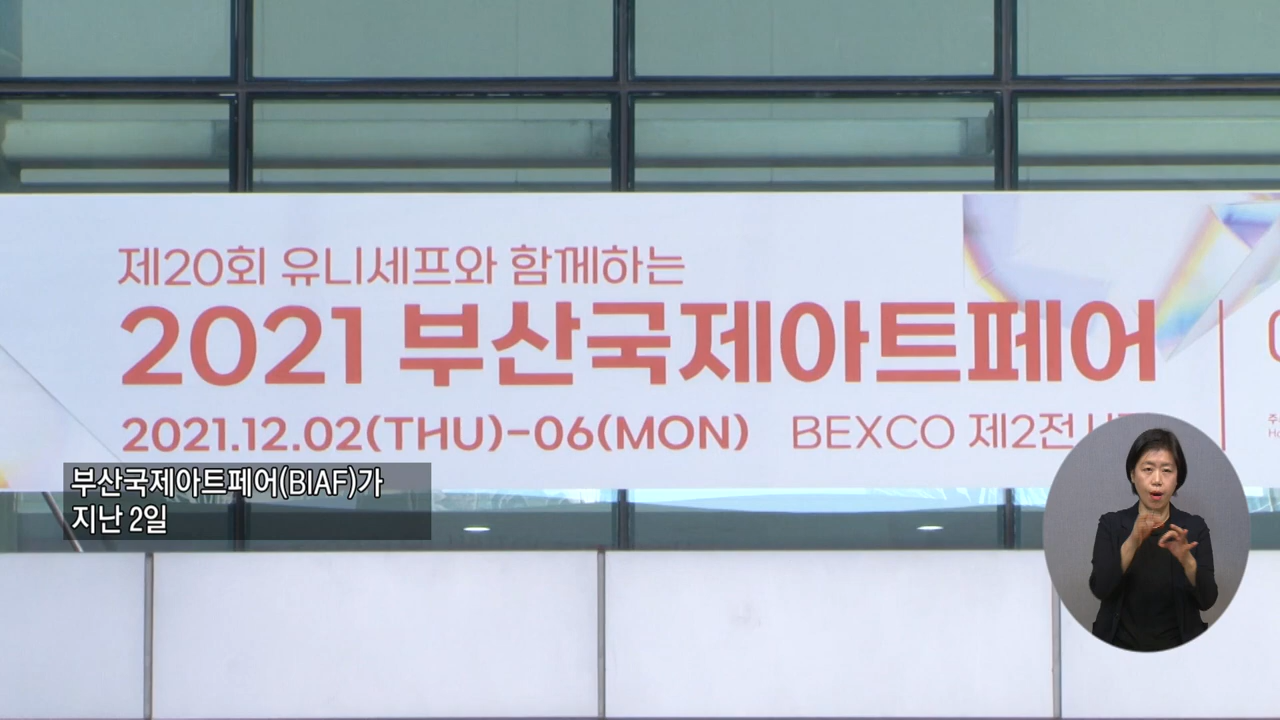 제20회 유니세프와 함께하는
2021 부산국제아트페어
2021.12.02(THU)-06(MON) BEXCO 제2전시
부산국제아트페어(BIAF)가
지난 2일